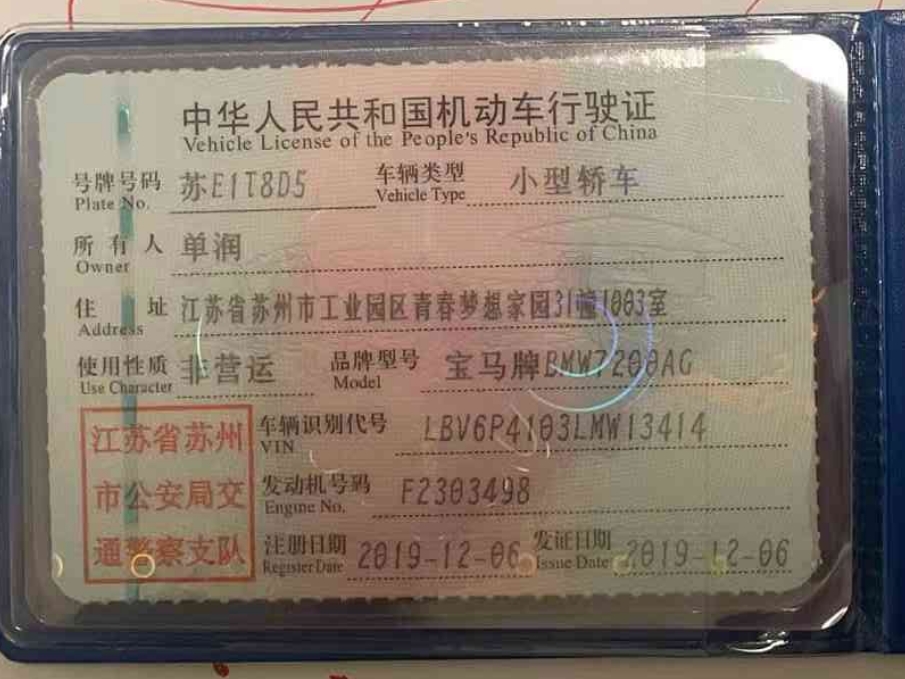 中华人民共和国机动车行驶证
Vehicle License of the People's Republic of China
号牌号码 苏E1T8D5 车辆类型 小型轿车
Plate No. Vehicle Type
所有人 单润
Owner
住址 江苏省苏州市工业园区青春梦想家园31幢1003室
Address
使用性质 非营运 品牌型号 宝马牌BMW7200AG
Use Character Model
江苏省苏州
市公安局交
通警察支队
车辆识别代号 LBV6P4103LMW13414
VIN
发动机号码 F2303498
Engine No.
注册日期 2019-12-06 发证日期 2019-12-06
Register Date Issue Date